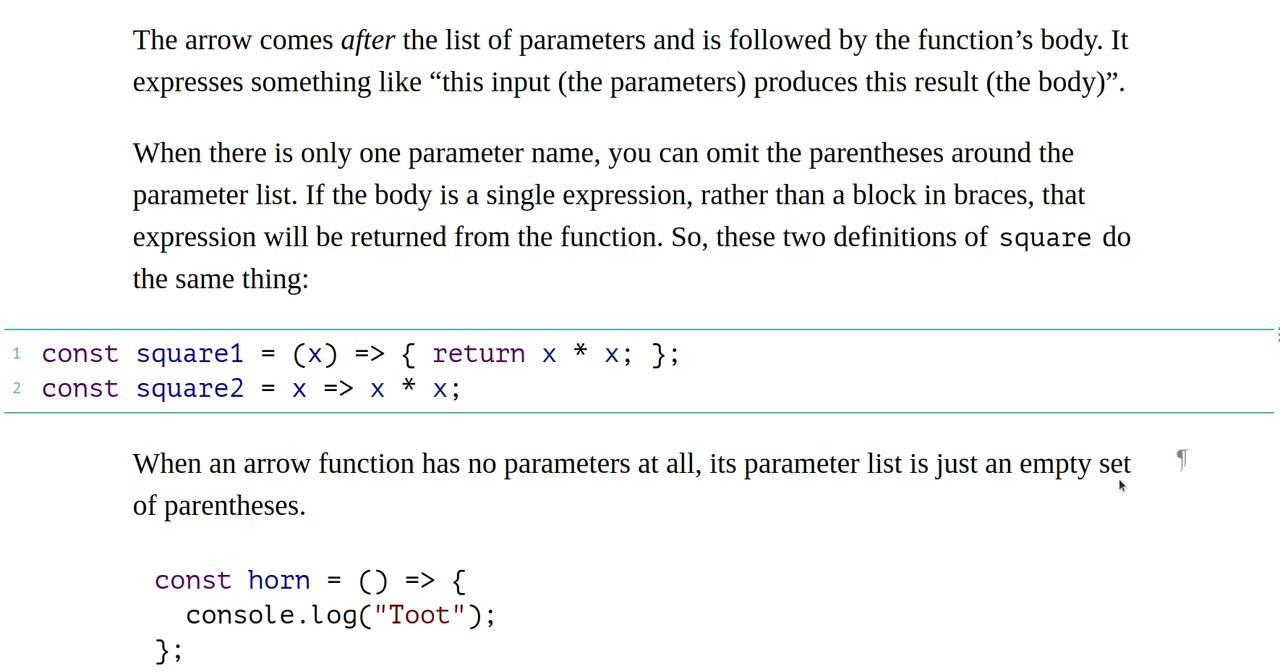 The arrow comes after the list of parameters and is followed by the function’s body. It
expresses something like “this input (the parameters) produces this result (the body)”.
When there is only one parameter name, you can omit the parentheses around the
parameter list. If the body is a single expression, rather than a block in braces, that
expression will be returned from the function. So, these two definitions of square do
the same thing:
1 const square1 = (x) => { return x * x; };
2 const square2 = x => x * x;
When an arrow function has no parameters at all, its parameter list is just an empty set ¶
of parentheses.
const horn = () => {
  console.log("Toot");
};